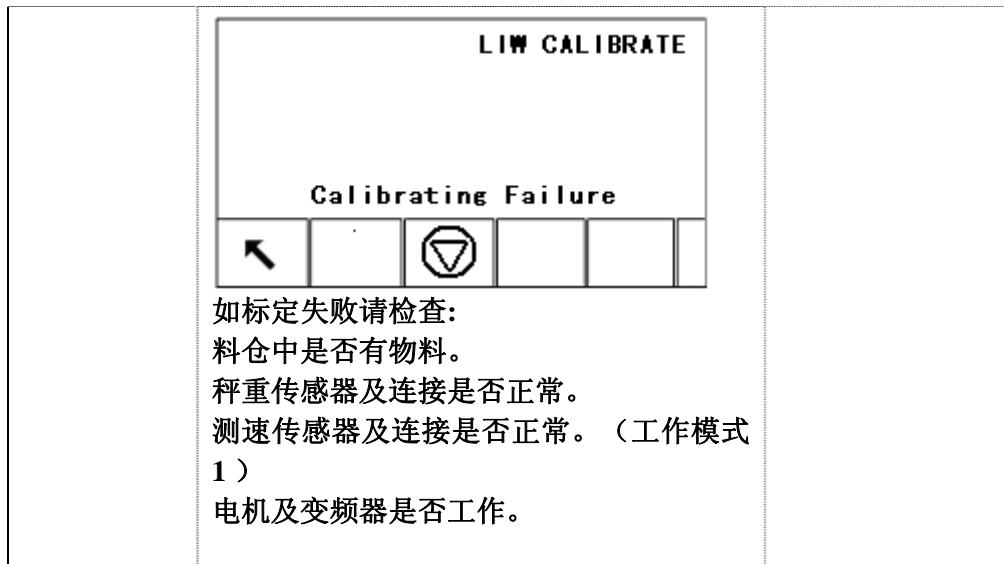 LIW CALIBRATE
Calibrating Failure
如标定失败请检查:
料仓中是否有物料。
秤重传感器及连接是否正常。
测速传感器及连接是否正常。（工作模式
1）
电机及变频器是否工作。